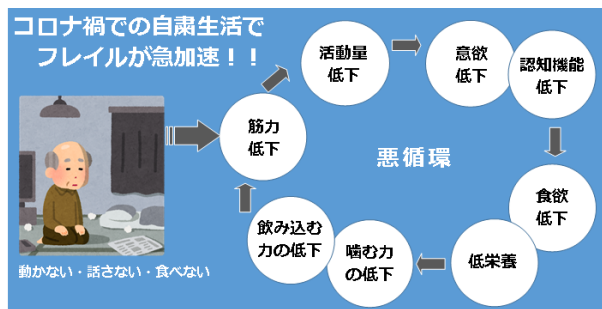 コロナ禍での自粛生活で
フレイルが急加速！！
動かない・話さない・食べない
筋力
低下
活動量
低下
意欲
低下
認知機能
低下
食欲
低下
低栄養
噛む力
の低下
飲み込む
力の低下
悪循環